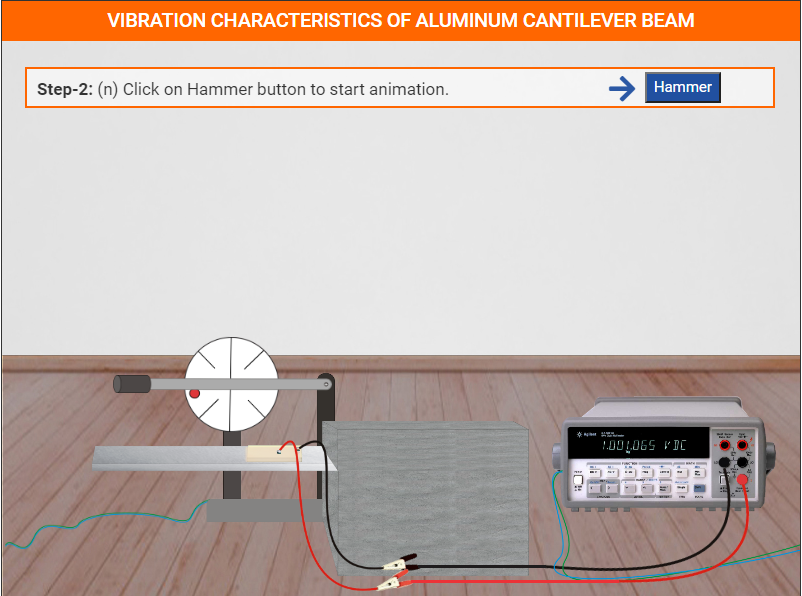 VIBRATION CHARACTERISTICS OF ALUMINUM CANTILEVER BEAM
Step-2: (n) Click on Hammer button to start animation.
Hammer
Agilent
1.001,065 VDC